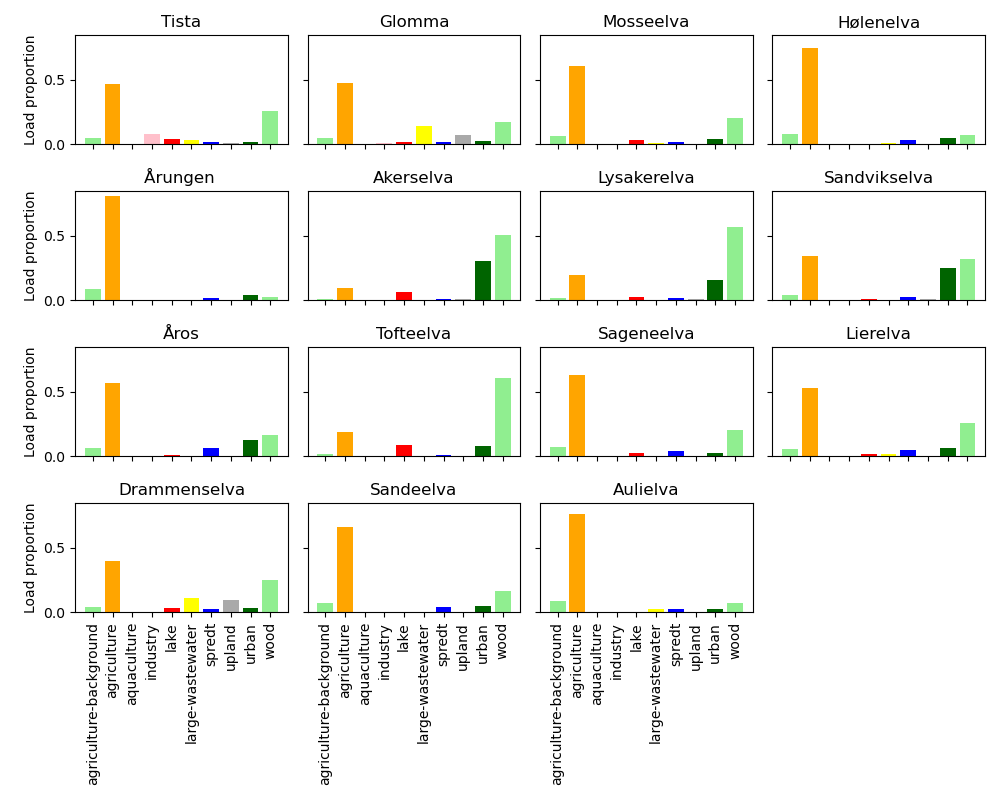 Tista Glomma Mosseelva Hølenelva
Load proportion
0.5
0.0
Årungen Akerselva Lysakerelva Sandvikselva
Load proportion
0.5
0.0
Åros Tofteelva Sageneelva Lierelva
Load proportion
0.5
0.0
Drammenselva Sandeelva Aulielva
Load proportion
0.5
0.0
agriculture-background
agriculture
aquaculture
industry
lake
large-wastewater
spredt
upland
urban
wood
agriculture-background
agriculture
aquaculture
industry
lake
large-wastewater
spredt
upland
urban
wood
agriculture-background
agriculture
aquaculture
industry
lake
large-wastewater
spredt
upland
urban
wood